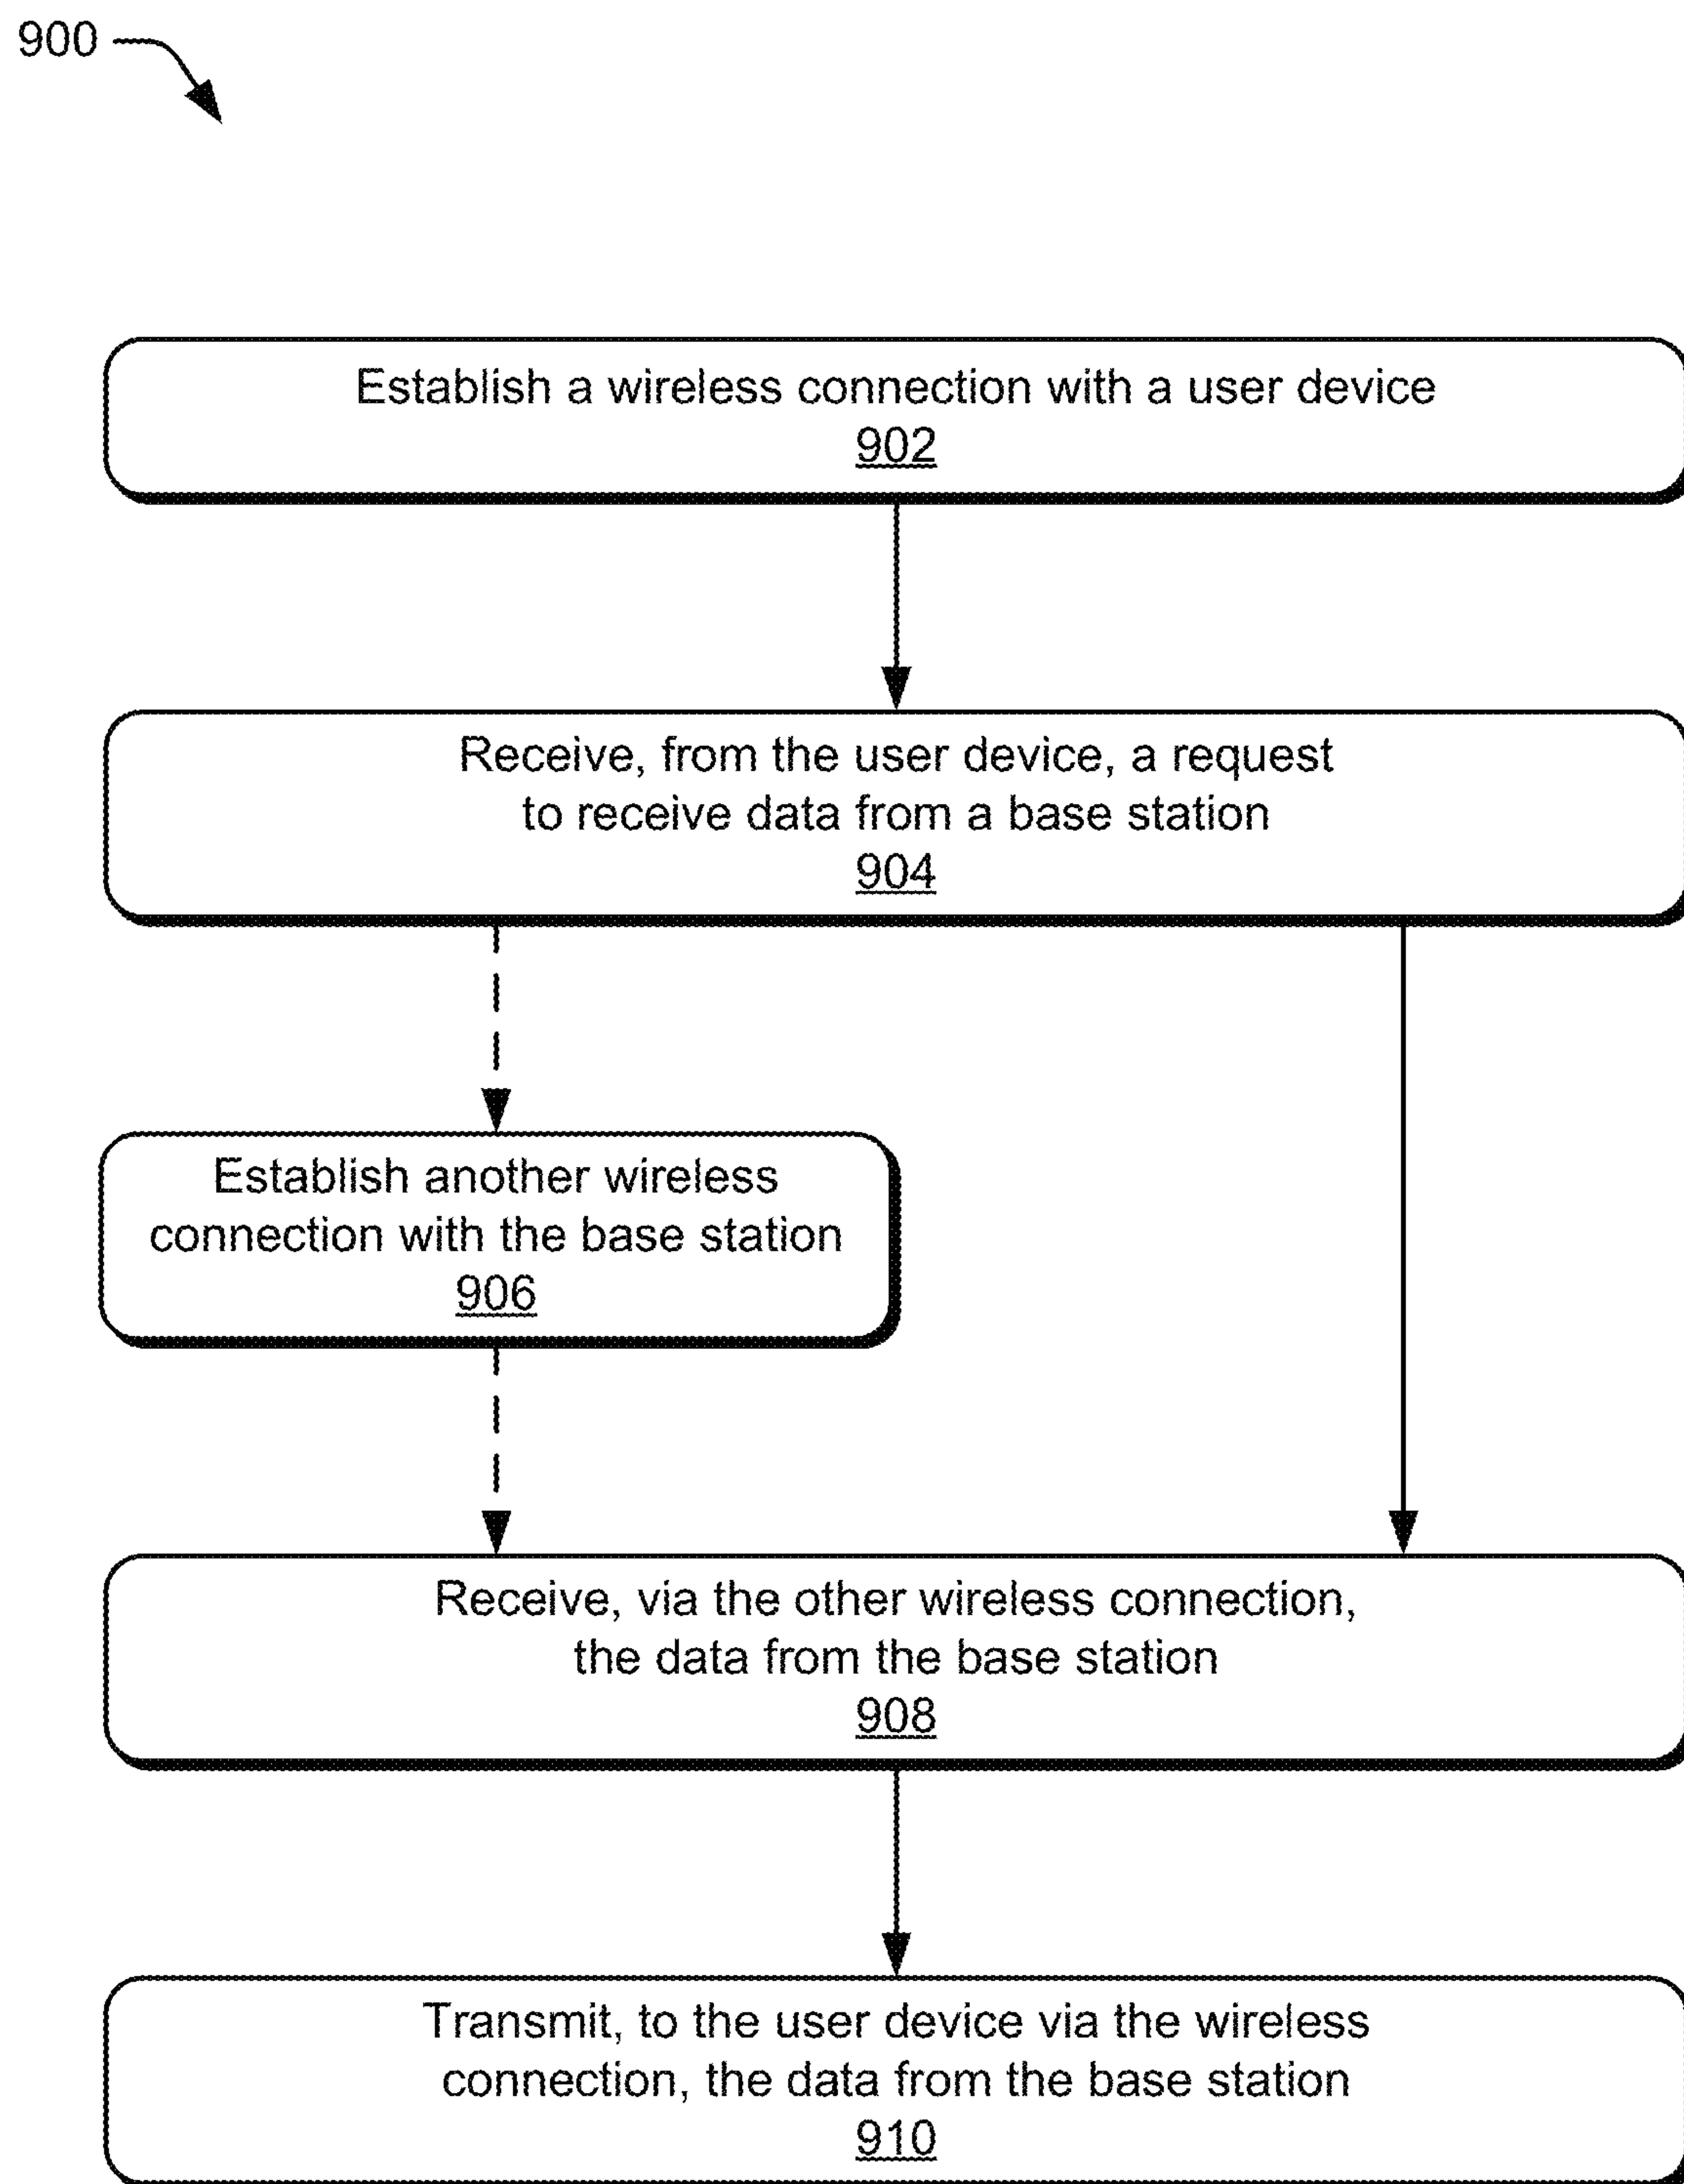 900
Establish a wireless connection with a user device
902
Receive, from the user device, a request
to receive data from a base station
904
Establish another wireless
connection with the base station
906
Receive, via the other wireless connection,
the data from the base station
908
Transmit, to the user device via the wireless
connection, the data from the base station
910